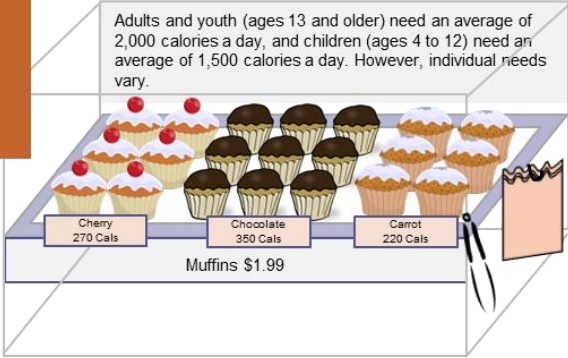 Adults and youth (ages 13 and older) need an average of
2,000 calories a day, and children (ages 4 to 12) need an
average of 1,500 calories a day. However, individual needs
vary.
Cherry
270 Cals
Chocolate
350 Cals
Carrot
220 Cals
Muffins $1.99